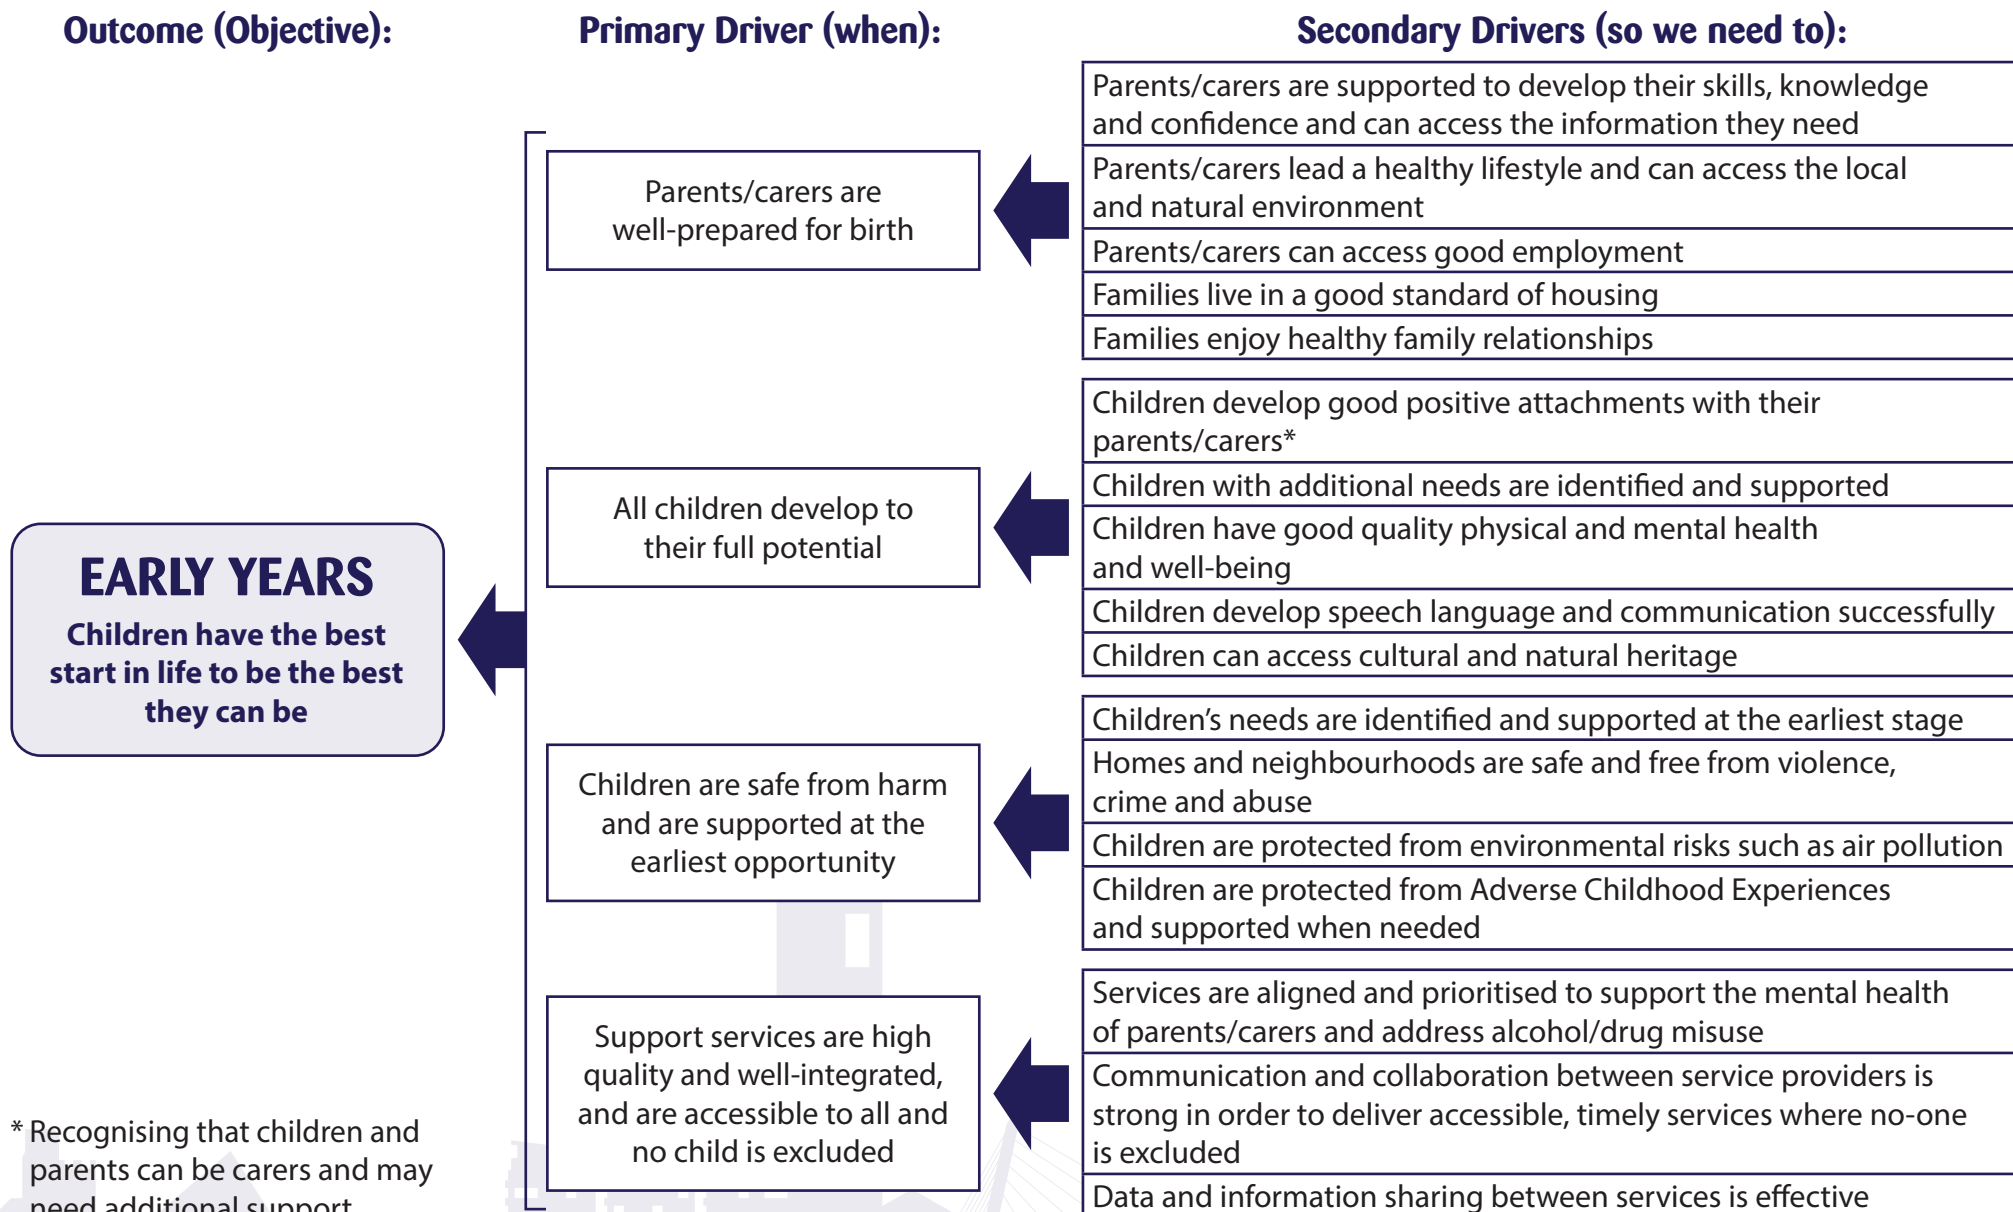 Outcome (Objective):
Primary Driver (when):
Secondary Drivers (so we need to):
EARLY YEARS
Children have the best
start in life to be the best
they can be
Parents/carers are
well-prepared for birth
Parents/carers are supported to develop their skills, knowledge
and confidence and can access the information they need
Parents/carers lead a healthy lifestyle and can access the local
and natural environment
Parents/carers can access good employment
Families live in a good standard of housing
Families enjoy healthy family relationships
All children develop to
their full potential
Children develop good positive attachments with their
parents/carers*
Children with additional needs are identified and supported
Children have good quality physical and mental health
and well-being
Children develop speech language and communication successfully
Children can access cultural and natural heritage
Children are safe from harm
and are supported at the
earliest opportunity
Children’s needs are identified and supported at the earliest stage
Homes and neighbourhoods are safe and free from violence,
crime and abuse
Children are protected from environmental risks such as air pollution
Children are protected from Adverse Childhood Experiences
and supported when needed
Support services are high
quality and well-integrated,
and are accessible to all and
no child is excluded
Services are aligned and prioritised to support the mental health
of parents/carers and address alcohol/drug misuse
Communication and collaboration between service providers is
strong in order to deliver accessible, timely services where no-one
is excluded
Data and information sharing between services is effective
* Recognising that children and
parents can be carers and may
need additional support